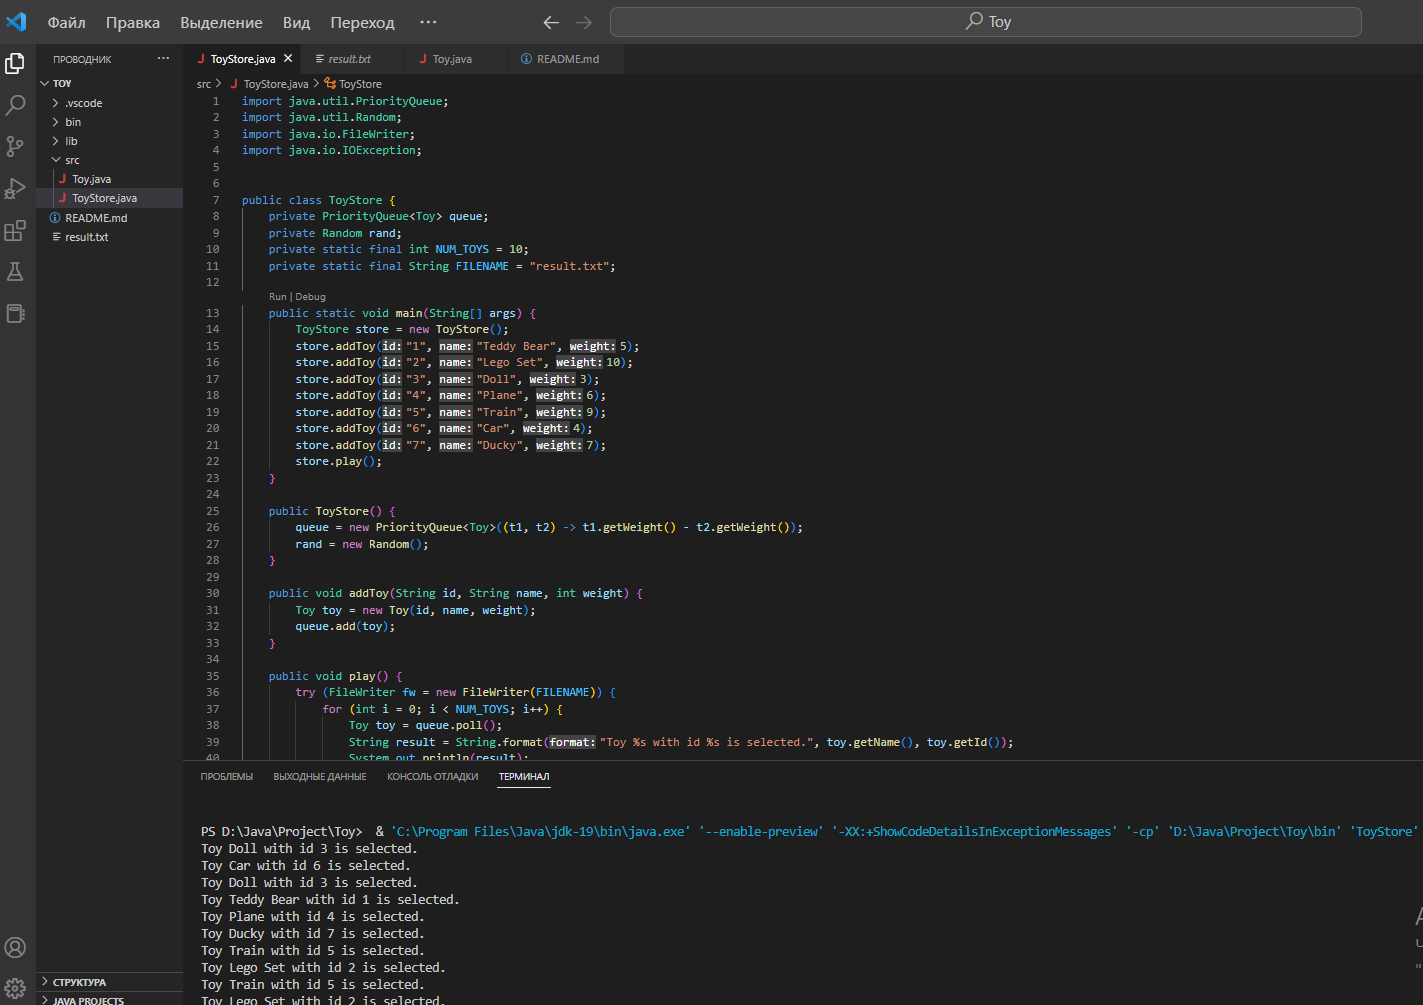 Файл Правка Выделение Вид Переход ··· Toy
ПРОВОДНИК ···
TOY
.vscode
bin
lib
src
Toy.java
ToyStore.java
README.md
result.txt
СТРУКТУРА
JAVA PROJECTS
ToyStore.java result.txt Toy.java README.md
src > ToyStore.java > ToyStore
1 import java.util.PriorityQueue;
2 import java.util.Random;
3 import java.io.FileWriter;
4 import java.io.IOException;
5
6
7 public class ToyStore {
8 private PriorityQueue<Toy> queue;
9 private Random rand;
10 private static final int NUM_TOYS = 10;
11 private static final String FILENAME = "result.txt";
12
Run | Debug
13 public static void main(String[] args) {
14 ToyStore store = new ToyStore();
15 store.addToy(id: "1", name: "Teddy Bear", weight: 5);
16 store.addToy(id: "2", name: "Lego Set", weight: 10);
17 store.addToy(id: "3", name: "Doll", weight: 3);
18 store.addToy(id: "4", name: "Plane", weight: 6);
19 store.addToy(id: "5", name: "Train", weight: 9);
20 store.addToy(id: "6", name: "Car", weight: 4);
21 store.addToy(id: "7", name: "Ducky", weight: 7);
22 store.play();
23 }
24
25 public ToyStore() {
26 queue = new PriorityQueue<Toy>((t1, t2) -> t1.getWeight() - t2.getWeight());
27 rand = new Random();
28 }
29
30 public void addToy(String id, String name, int weight) {
31 Toy toy = new Toy(id, name, weight);
32 queue.add(toy);
33 }
34
35 public void play() {
36 try (FileWriter fw = new FileWriter(FILENAME)) {
37 for (int i = 0; i < NUM_TOYS; i++) {
38 Toy toy = queue.poll();
39 String result = String.format(format: "Toy %s with id %s is selected.", toy.getName(), toy.getId());
40 System.out.println(result);
ПРОБЛЕМЫ ВЫХОДНЫЕ ДАННЫЕ КОНСОЛЬ ОТЛАДКИ ТЕРМИНАЛ
PS D:\Java\Project\Toy> & 'C:\Program Files\Java\jdk-19\bin\java.exe' '--enable-preview' '-XX:+ShowCodeDetailsInExceptionMessages' '-cp' 'D:\Java\Project\Toy\bin' 'ToyStore'
Toy Doll with id 3 is selected.
Toy Car with id 6 is selected.
Toy Doll with id 3 is selected.
Toy Teddy Bear with id 1 is selected.
Toy Plane with id 4 is selected.
Toy Ducky with id 7 is selected.
Toy Train with id 5 is selected.
Toy Lego Set with id 2 is selected.
Toy Train with id 5 is selected.
Toy Lego Set with id 2 is selected.